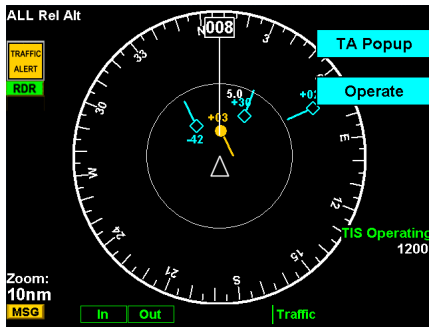 ALL Rel Alt
TRAFFIC
ALERT
RDR
008
N
3
33
30
W
24
21
S
15
12
E
TA Popup
Operate
5.0
+30
+03
-42
TIS Operating
1200
Zoom:
10nm
MSG
In
Out
Traffic